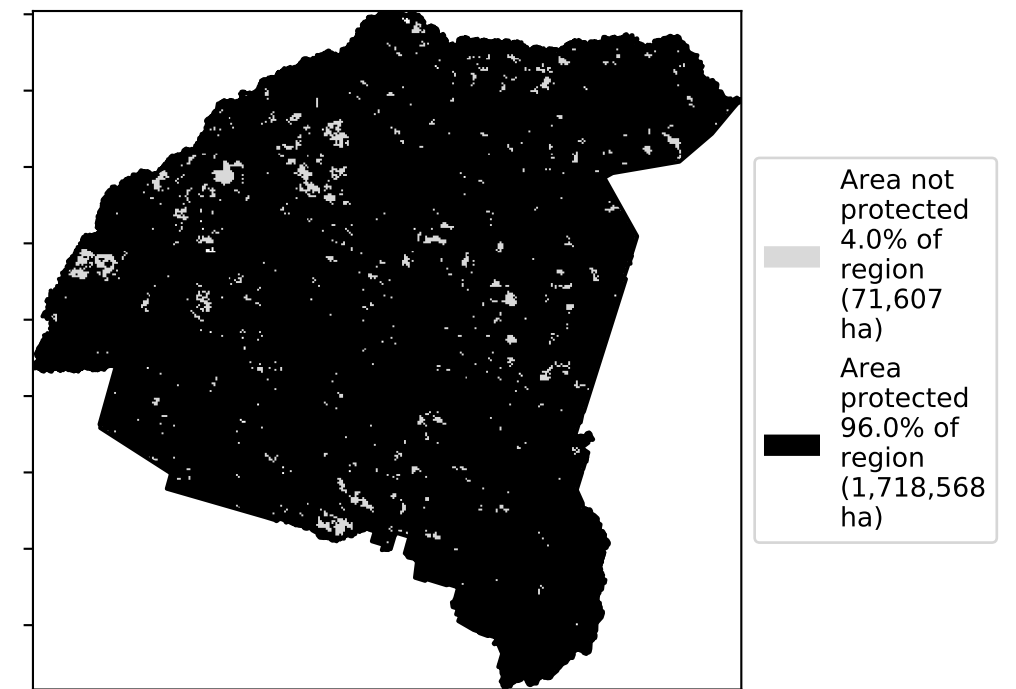 Area not
protected
4.0% of
region
(71,607
ha)
Area
protected
96.0% of
region
(1,718,568
ha)